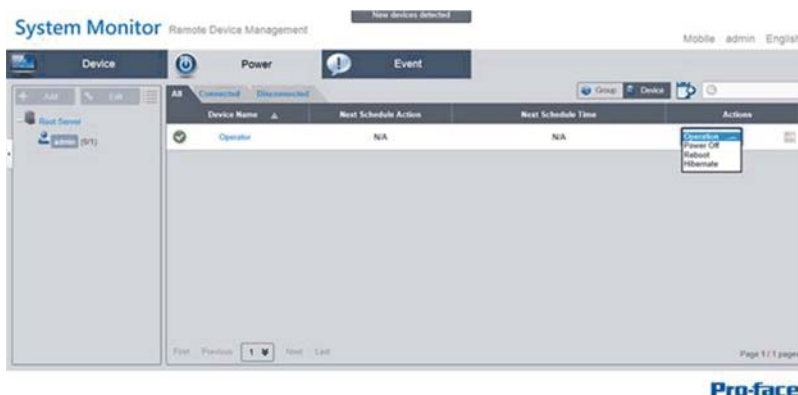 New devices detected
System Monitor Remote Device Management
Mobile admin English
Device Power Event
Add Edit All Connected Disconnected Group Device
Device Name Next Schedule Action Next Schedule Time Actions
Root Server
admin (0/1)
Operator N/A N/A Operation ...
Power Off
Reboot
Hibernate
First Previous 1 Next Last Page 1 / 1 pages
Pro-face